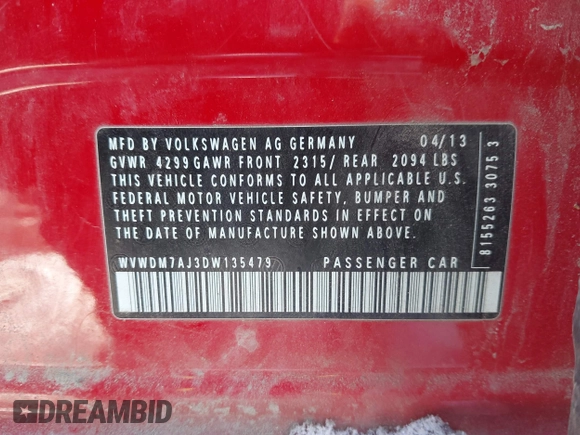 MFD BY VOLKSWAGEN AG GERMANY 04/13
GVWR 4299 GAWR FRONT 2315/ REAR 2094 LBS
THIS VEHICLE CONFORMS TO ALL APPLICABLE U.S.
FEDERAL MOTOR VEHICLE SAFETY, BUMPER AND
THEFT PREVENTION STANDARDS IN EFFECT ON
THE DATE OF MANUFACTURE SHOWN ABOVE.
WVWDM7AJ3DW135479 PASSENGER CAR
8155263 3075 3
DREAMBID